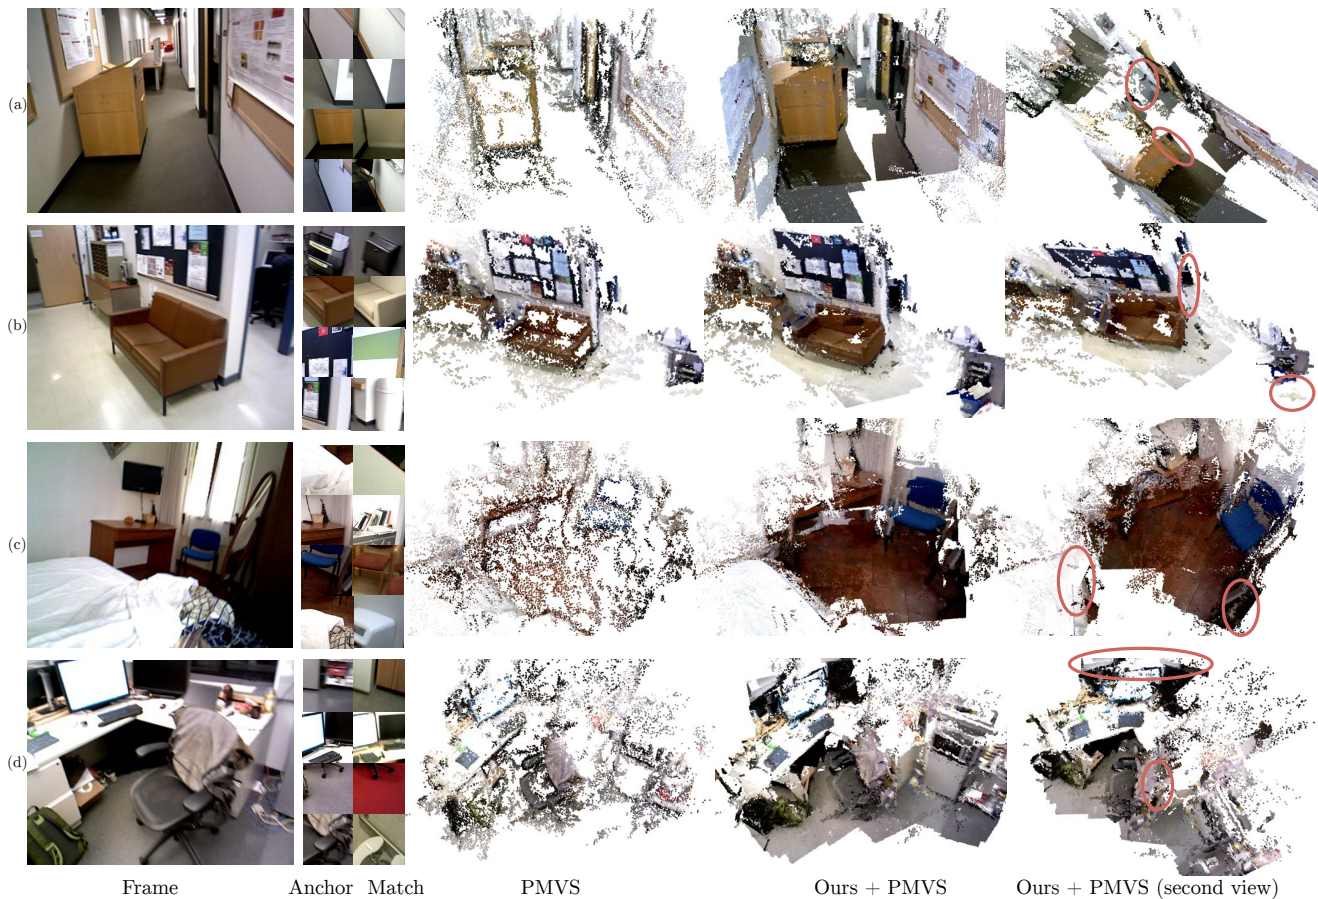 (a)
(b)
(c)
(d)
Frame Anchor Match PMVS Ours + PMVS Ours + PMVS (second view)